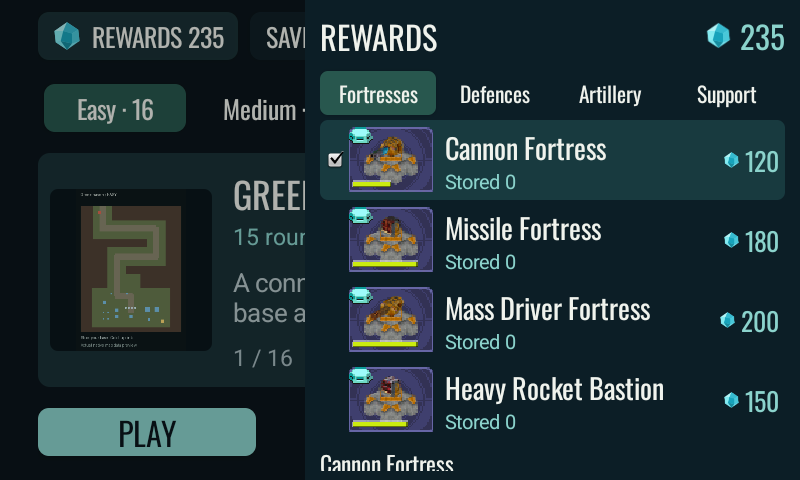 REWARDS 235
SAVE
Easy · 16
Medium ·
GREE
15 roun
A conn
base a
1 / 16
PLAY
REWARDS
235
Fortresses
Defences
Artillery
Support
Cannon Fortress
Stored 0
120
Missile Fortress
Stored 0
180
Mass Driver Fortress
Stored 0
200
Heavy Rocket Bastion
Stored 0
150
Cannon Fortress